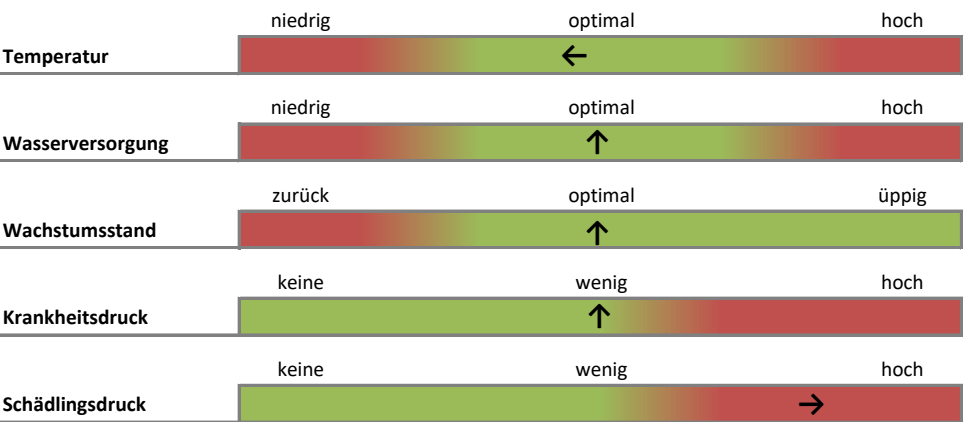 niedrig optimal hoch
Temperatur ←
niedrig optimal hoch
Wasserversorgung ↑
zurück optimal üppig
Wachstumsstand ↑
keine wenig hoch
Krankheitsdruck ↑
keine wenig hoch
Schädlingsdruck →